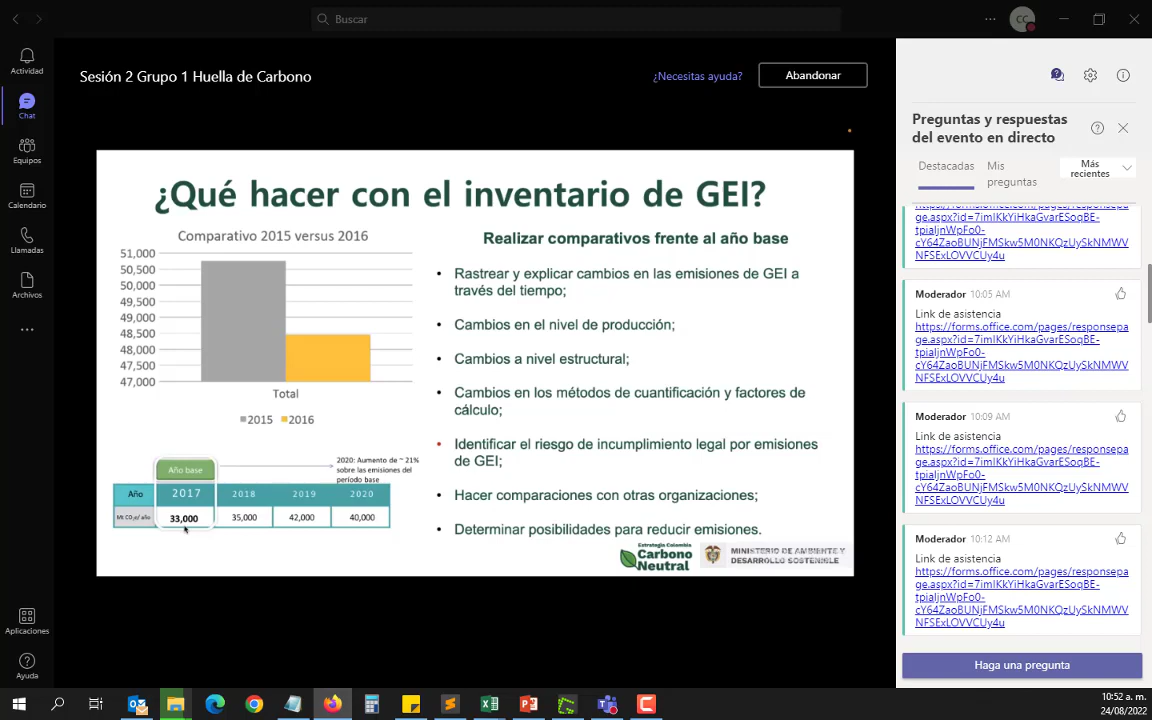 Buscar
CC
Actividad
Chat
Equipos
Calendario
Llamadas
Archivos
Aplicaciones
Ayuda
Sesión 2 Grupo 1 Huella de Carbono
¿Necesitas ayuda?
Abandonar
¿Qué hacer con el inventario de GEI?
Comparativo 2015 versus 2016
51,000
50,500
50,000
49,500
49,000
48,500
48,000
47,500
47,000
Total
2015 2016
Año base
2020: Aumento de ~ 21%
sobre las emisiones del
período base
Año 2017 2018 2019 2020
Mt CO₂e/ año 33,000 35,000 42,000 40,000
Realizar comparativos frente al año base
• Rastrear y explicar cambios en las emisiones de GEI a
través del tiempo;
• Cambios en el nivel de producción;
• Cambios a nivel estructural;
• Cambios en los métodos de cuantificación y factores de
cálculo;
• Identificar el riesgo de incumplimiento legal por emisiones
de GEI;
• Hacer comparaciones con otras organizaciones;
• Determinar posibilidades para reducir emisiones.
Estrategia Colombia
Carbono
Neutral
MINISTERIO DE AMBIENTE Y
DESARROLLO SOSTENIBLE
Preguntas y respuestas
del evento en directo
Destacadas
Mis
preguntas
Más
recientes
ge.aspx?id=7imIKkYiHkaGvarESoqBE-
tpiaIjnWpFo0-
cY64ZaoBUNjFMSkw5M0NKQzUySkNMWV
NFSExLOVVCUy4u
Moderador 10:05 AM
Link de asistencia
https://forms.office.com/pages/responsepa
ge.aspx?id=7imIKkYiHkaGvarESoqBE-
tpiaIjnWpFo0-
cY64ZaoBUNjFMSkw5M0NKQzUySkNMWV
NFSExLOVVCUy4u
Moderador 10:09 AM
Link de asistencia
https://forms.office.com/pages/responsepa
ge.aspx?id=7imIKkYiHkaGvarESoqBE-
tpiaIjnWpFo0-
cY64ZaoBUNjFMSkw5M0NKQzUySkNMWV
NFSExLOVVCUy4u
Moderador 10:12 AM
Link de asistencia
https://forms.office.com/pages/responsepa
ge.aspx?id=7imIKkYiHkaGvarESoqBE-
tpiaIjnWpFo0-
cY64ZaoBUNjFMSkw5M0NKQzUySkNMWV
NFSExLOVVCUy4u
Haga una pregunta
10:52 a. m.
24/08/2022